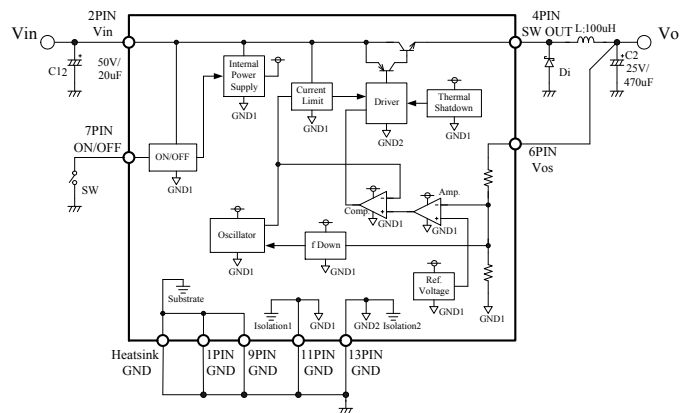 Vin
2PIN
Vin
4PIN
SW OUT
L:100uH
Vo
C12
50V/
20uF
Internal
Power
Supply
GND1
Current
Limit
GND1
Driver
GND2
Thermal
Shatdown
GND1
Di
C2
25V/
470uF
7PIN
ON/OFF
ON/OFF
GND1
SW
6PIN
Vos
Comp.
GND1
Amp.
GND1
Oscillator
GND1
f Down
GND1
Ref.
Voltage
GND1
GND1
Substrate
Isolation1
GND1
GND2
Isolation2
Heatsink
GND
1PIN
GND
9PIN
GND
11PIN
GND
13PIN
GND